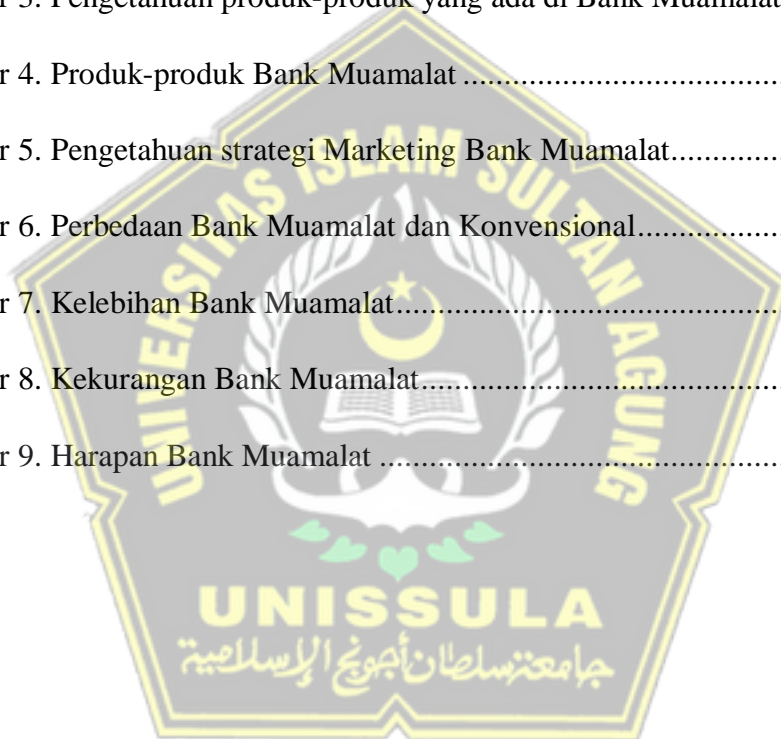 r 3. Pengetahuan produk-produk yang ada di Bank Muamalat
r 4. Produk-produk Bank Muamalat ...................................
r 5. Pengetahuan strategi Marketing Bank Muamalat.............
r 6. Perbedaan Bank Muamalat dan Konvensional................
r 7. Kelebihan Bank Muamalat............................................
r 8. Kekurangan Bank Muamalat.........................................
r 9. Harapan Bank Muamalat .............................................
UNIVERSITAS ISLAM SULTAN AGUNG
UNISSULA
جامعة سلطان أجونج الإسلامية